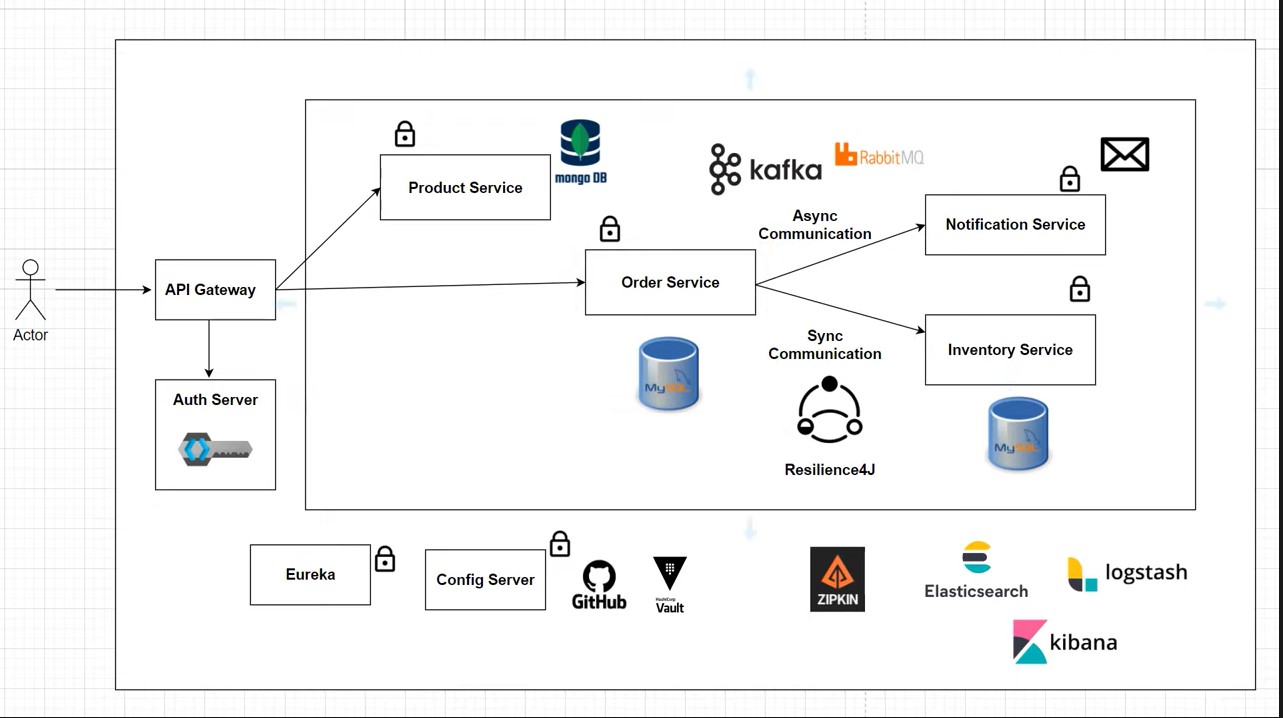 Product Service
mongo DB
kafka
RabbitMQ
Async
Communication
Notification Service
Order Service
API Gateway
Actor
MySQL
Sync
Communication
Inventory Service
Auth Server
MySQL
Resilience4J
Eureka
Config Server
GitHub
HashiCorp
Vault
ZIPKIN
Elasticsearch
logstash
kibana